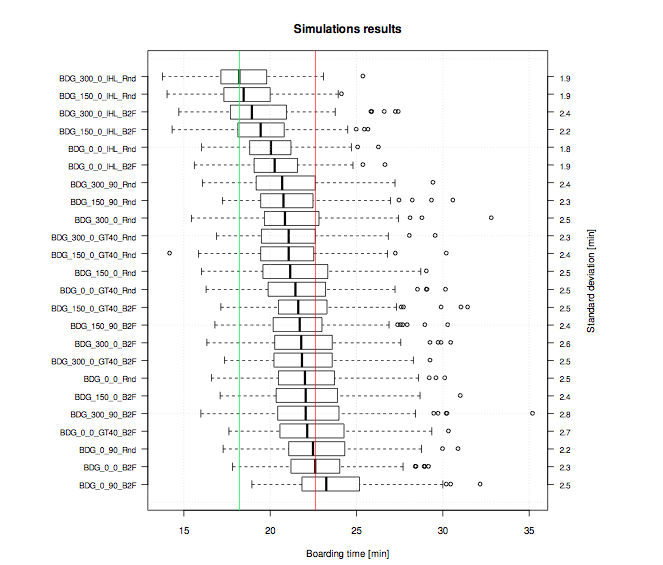 Simulations results
BDG_300_0_IHL_Rnd 1.9
BDG_150_0_IHL_Rnd 1.9
BDG_300_0_IHL_B2F 2.4
BDG_150_0_IHL_B2F 2.2
BDG_0_0_IHL_Rnd 1.8
BDG_0_0_IHL_B2F 1.9
BDG_300_90_Rnd 2.4
BDG_150_90_Rnd 2.3
BDG_300_0_Rnd 2.5
BDG_300_0_GT40_Rnd 2.3
BDG_150_0_GT40_Rnd 2.4
BDG_150_0_Rnd 2.5
BDG_0_0_GT40_Rnd 2.5
BDG_150_0_GT40_B2F 2.5
BDG_150_90_B2F 2.4
BDG_300_0_B2F 2.6
BDG_300_0_GT40_B2F 2.5
BDG_0_0_Rnd 2.5
BDG_150_0_B2F 2.4
BDG_300_90_B2F 2.8
BDG_0_0_GT40_B2F 2.7
BDG_0_90_Rnd 2.2
BDG_0_0_B2F 2.3
BDG_0_90_B2F 2.5
Standard deviation [min]
15 20 25 30 35
Boarding time [min]